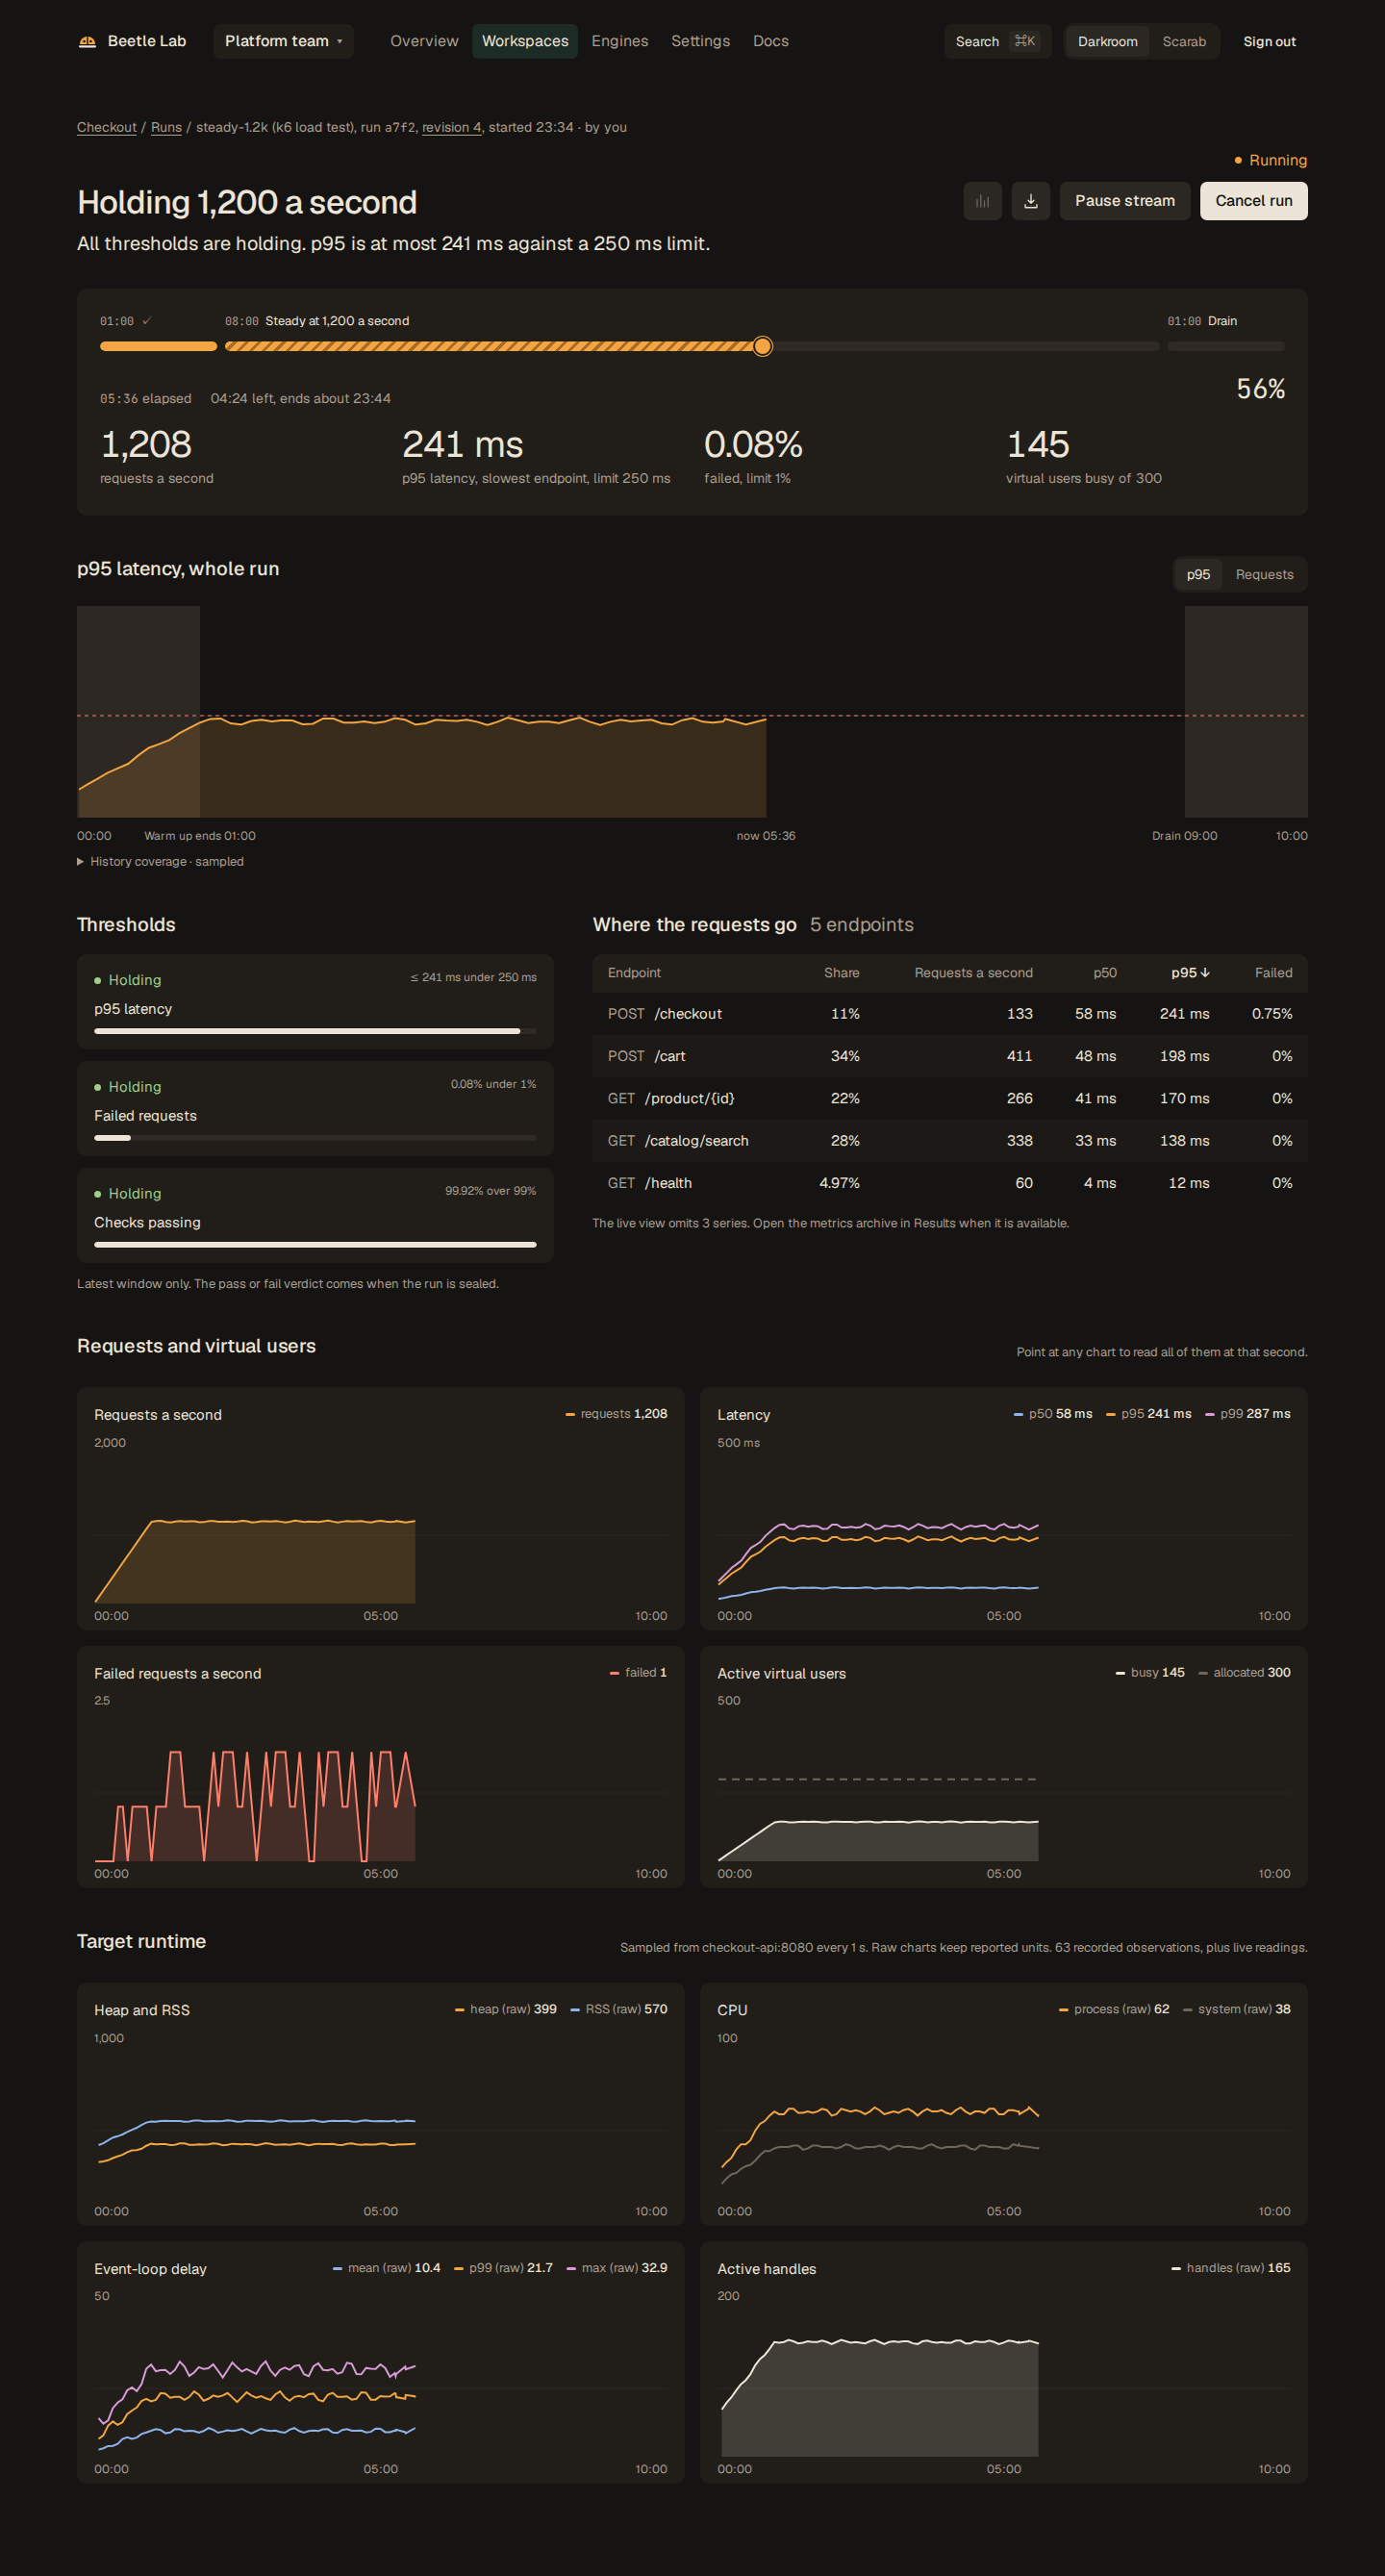 Beetle Lab Platform team ▾ Overview Workspaces Engines Settings Docs Search ⌘K Darkroom Scarab Sign out
Checkout / Runs / steady-1.2k (k6 load test), run a7f2, revision 4, started 23:34 · by you
Running
Holding 1,200 a second
Pause stream Cancel run
All thresholds are holding. p95 is at most 241 ms against a 250 ms limit.
01:00 ✓ 08:00 Steady at 1,200 a second 01:00 Drain
05:36 elapsed 04:24 left, ends about 23:44 56%
1,208 241 ms 0.08% 145
requests a second p95 latency, slowest endpoint, limit 250 ms failed, limit 1% virtual users busy of 300
p95 latency, whole run p95 Requests
00:00 Warm up ends 01:00 now 05:36 Drain 09:00 10:00
▶ History coverage · sampled
Thresholds
Holding ≤ 241 ms under 250 ms
p95 latency
Holding 0.08% under 1%
Failed requests
Holding 99.92% over 99%
Checks passing
Latest window only. The pass or fail verdict comes when the run is sealed.
Where the requests go 5 endpoints
Endpoint Share Requests a second p50 p95 ↓ Failed
POST /checkout 11% 133 58 ms 241 ms 0.75%
POST /cart 34% 411 48 ms 198 ms 0%
GET /product/{id} 22% 266 41 ms 170 ms 0%
GET /catalog/search 28% 338 33 ms 138 ms 0%
GET /health 4.97% 60 4 ms 12 ms 0%
The live view omits 3 series. Open the metrics archive in Results when it is available.
Requests and virtual users Point at any chart to read all of them at that second.
Requests a second requests 1,208
2,000
00:00 05:00 10:00
Latency p50 58 ms p95 241 ms p99 287 ms
500 ms
00:00 05:00 10:00
Failed requests a second failed 1
2.5
00:00 05:00 10:00
Active virtual users busy 145 allocated 300
500
00:00 05:00 10:00
Target runtime Sampled from checkout-api:8080 every 1 s. Raw charts keep reported units. 63 recorded observations, plus live readings.
Heap and RSS heap (raw) 399 RSS (raw) 570
1,000
00:00 05:00 10:00
CPU process (raw) 62 system (raw) 38
100
00:00 05:00 10:00
Event-loop delay mean (raw) 10.4 p99 (raw) 21.7 max (raw) 32.9
50
00:00 05:00 10:00
Active handles handles (raw) 165
200
00:00 05:00 10:00